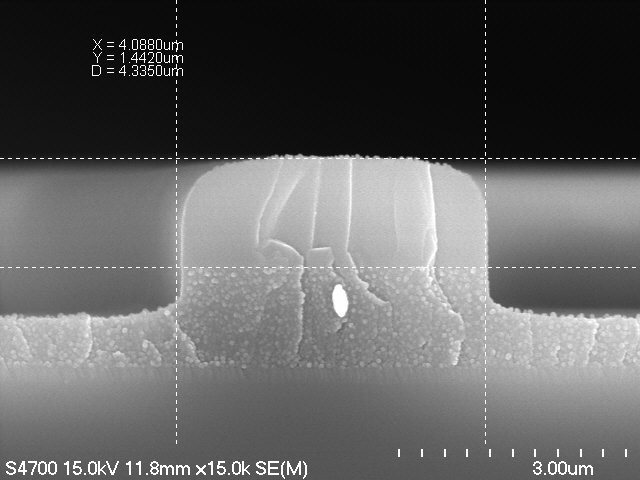 X = 4.0880um
Y = 1.4420um
D = 4.3350um
S4700 15.0kV 11.8mm x15.0k SE(M)
3.00um